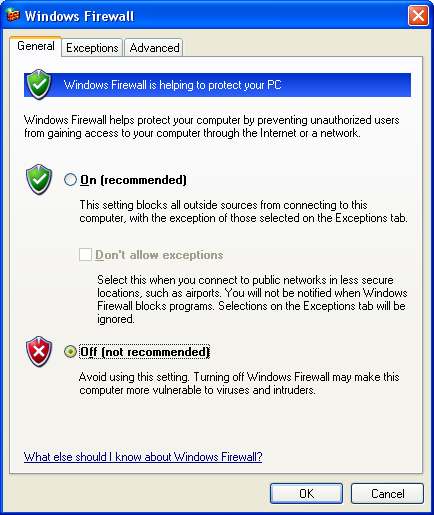 Windows Firewall
General Exceptions Advanced
Windows Firewall is helping to protect your PC
Windows Firewall helps protect your computer by preventing unauthorized users
from gaining access to your computer through the Internet or a network.
On (recommended)
This setting blocks all outside sources from connecting to this
computer, with the exception of those selected on the Exceptions tab.
Don't allow exceptions
Select this when you connect to public networks in less secure
locations, such as airports. You will not be notified when Windows
Firewall blocks programs. Selections on the Exceptions tab will be
ignored.
Off (not recommended)
Avoid using this setting. Turning off Windows Firewall may make this
computer more vulnerable to viruses and intruders.
What else should I know about Windows Firewall?
OK Cancel